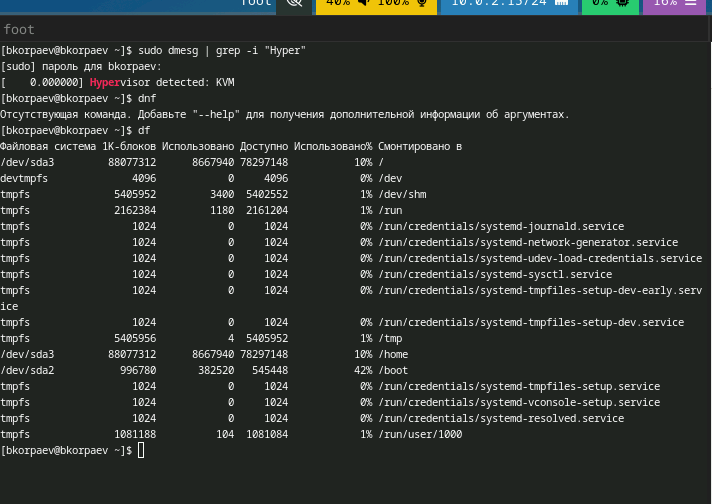 foot 40% 100% 10.0.2.15/24 0% 16%
foot
[bkorpaev@bkorpaev ~]$ sudo dmesg | grep -i "Hyper"
[sudo] пароль для bkorpaev:
[    0.000000] Hypervisor detected: KVM
[bkorpaev@bkorpaev ~]$ dnf
Отсутствующая команда. Добавьте "--help" для получения дополнительной информации об аргументах.
[bkorpaev@bkorpaev ~]$ df
Файловая система 1K-блоков Использовано Доступно Использовано% Смонтировано в
/dev/sda3 88077312 8667940 78297148 10% /
devtmpfs 4096 0 4096 0% /dev
tmpfs 5405952 3400 5402552 1% /dev/shm
tmpfs 2162384 1180 2161204 1% /run
tmpfs 1024 0 1024 0% /run/credentials/systemd-journald.service
tmpfs 1024 0 1024 0% /run/credentials/systemd-network-generator.service
tmpfs 1024 0 1024 0% /run/credentials/systemd-udev-load-credentials.service
tmpfs 1024 0 1024 0% /run/credentials/systemd-sysctl.service
tmpfs 1024 0 1024 0% /run/credentials/systemd-tmpfiles-setup-dev-early.serv
ice
tmpfs 1024 0 1024 0% /run/credentials/systemd-tmpfiles-setup-dev.service
tmpfs 5405956 4 5405952 1% /tmp
/dev/sda3 88077312 8667940 78297148 10% /home
/dev/sda2 996780 382520 545448 42% /boot
tmpfs 1024 0 1024 0% /run/credentials/systemd-tmpfiles-setup.service
tmpfs 1024 0 1024 0% /run/credentials/systemd-vconsole-setup.service
tmpfs 1024 0 1024 0% /run/credentials/systemd-resolved.service
tmpfs 1081188 104 1081084 1% /run/user/1000
[bkorpaev@bkorpaev ~]$